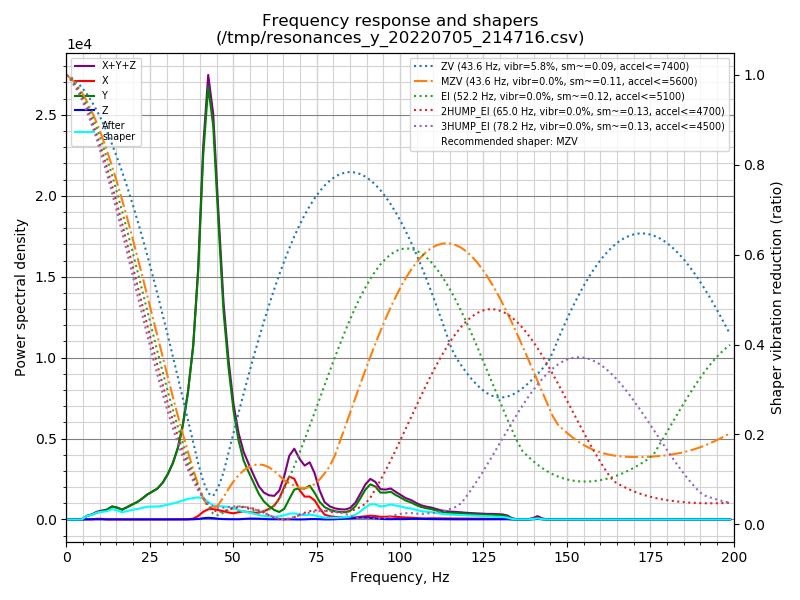 Frequency response and shapers
(/tmp/resonances_y_20220705_214716.csv)
1e4
X+Y+Z
X
Y
Z
After
shaper
ZV (43.6 Hz, vibr=5.8%, sm~=0.09, accel<=7400)
MZV (43.6 Hz, vibr=0.0%, sm~=0.11, accel<=5600)
EI (52.2 Hz, vibr=0.0%, sm~=0.12, accel<=5100)
2HUMP_EI (65.0 Hz, vibr=0.0%, sm~=0.13, accel<=4700)
3HUMP_EI (78.2 Hz, vibr=0.0%, sm~=0.13, accel<=4500)
Recommended shaper: MZV
Power spectral density
2.5
2.0
1.5
1.0
0.5
0.0
1.0
0.8
0.6
0.4
0.2
0.0
Shaper vibration reduction (ratio)
0 25 50 75 100 125 150 175 200
Frequency, Hz